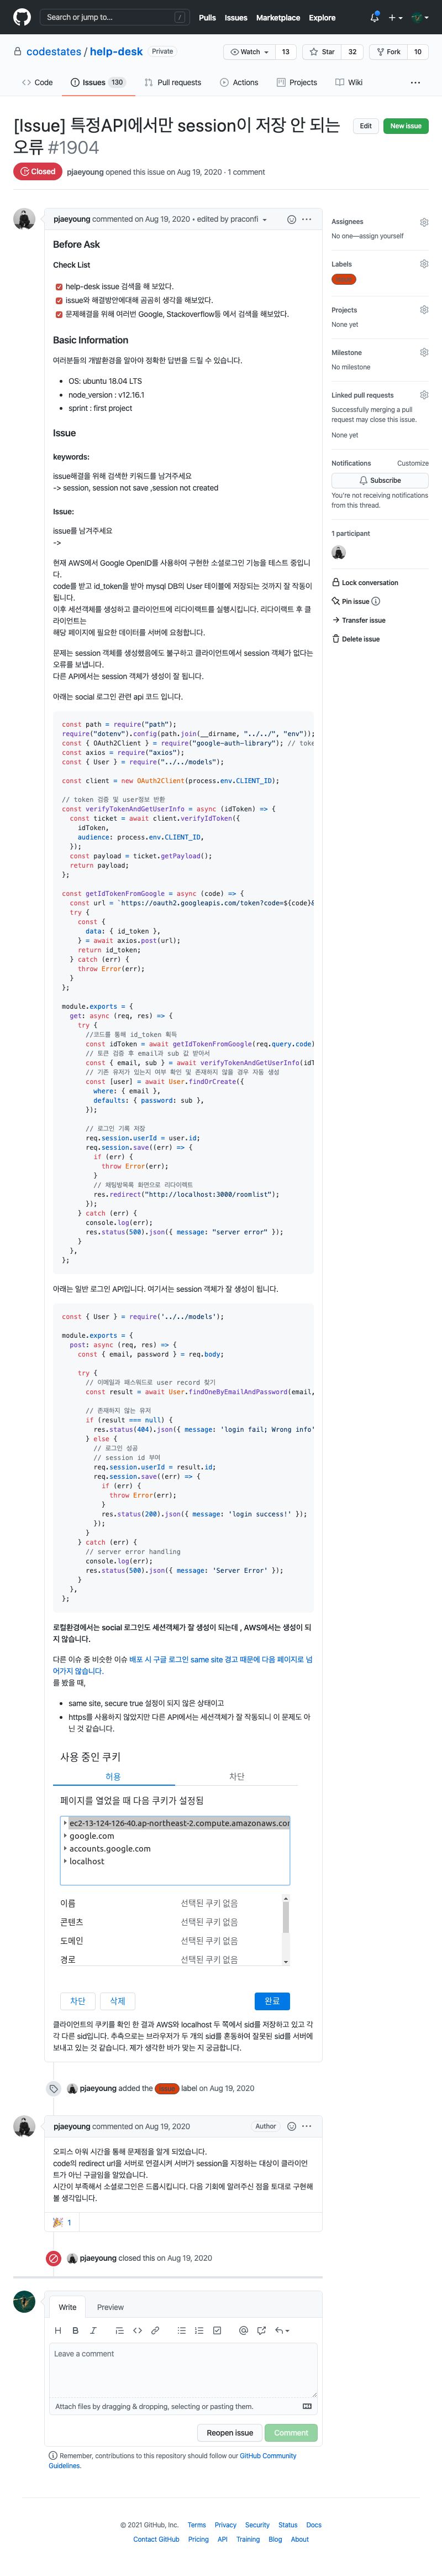 Search or jump to...
/
Pulls Issues Marketplace Explore
codestates / help-desk Private
Watch 13 Star 32 Fork 10
Code Issues 130 Pull requests Actions Projects Wiki ...
[Issue] 특정API에서만 session이 저장 안 되는
오류 #1904
Edit New issue
Closed pjaeyoung opened this issue on Aug 19, 2020 · 1 comment
pjaeyoung commented on Aug 19, 2020 • edited by praconfi
Before Ask
Check List
help-desk issue 검색을 해 보았다.
issue와 해결방안에대해 곰곰히 생각을 해보았다.
문제해결을 위해 여러번 Google, Stackoverflow등 에서 검색을 해보았다.
Basic Information
여러분들의 개발환경을 알아야 정확한 답변을 드릴 수 있습니다.
OS: ubuntu 18.04 LTS
node_version : v12.16.1
sprint : first project
Issue
keywords:
issue해결을 위해 검색한 키워드를 남겨주세요
-> session, session not save ,session not created
Issue:
issue를 남겨주세요
->
현재 AWS에서 Google OpenID를 사용하여 구현한 소셜로그인 기능을 테스트 중입니
다.
code를 받고 id_token을 받아 mysql DB의 User 테이블에 저장되는 것까지 잘 작동이
됩니다.
이후 세션객체를 생성하고 클라이언트에 리다이렉트를 실행시킵니다. 리다이렉트 후 클
라이언트는
해당 페이지에 필요한 데이터를 서버에 요청합니다.
문제는 session 객체를 생성했음에도 불구하고 클라이언트에서 session 객체가 없다는
오류를 보냅니다.
다른 API에서는 session 객체가 생성이 잘 됩니다.
아래는 social 로그인 관련 api 코드 입니다.
const path = require("path");
require("dotenv").config(path.join(__dirname, "../../", "env"));
const { OAuth2Client } = require("google-auth-library"); // toke
const axios = require("axios");
const { User } = require("../../models");
const client = new OAuth2Client(process.env.CLIENT_ID);
// token 검증 및 user정보 반환
const verifyTokenAndGetUserInfo = async (idToken) => {
const ticket = await client.verifyIdToken({
idToken,
audience: process.env.CLIENT_ID,
});
const payload = ticket.getPayload();
return payload;
};
const getIdTokenFromGoogle = async (code) => {
const url = `https://oauth2.googleapis.com/token?code=${code}&
try {
const {
data: { id_token },
} = await axios.post(url);
return id_token;
} catch (err) {
throw Error(err);
}
};
module.exports = {
get: async (req, res) => {
try {
//코드를 통해 id_token 획득
const idToken = await getIdTokenFromGoogle(req.query.code)
// 토큰 검증 후 email과 sub 값 받아서
const { email, sub } = await verifyTokenAndGetUserInfo(idT
// 기존 유저가 있는지 여부 확인 및 존재하지 않을 경우 자동 생성
const [user] = await User.findOrCreate({
where: { email },
defaults: { password: sub },
});
// 로그인 기록 저장
req.session.userId = user.id;
req.session.save((err) => {
if (err) {
throw Error(err);
}
// 채팅방목록 화면으로 리다이렉트
res.redirect("http://localhost:3000/roomlist");
});
} catch (err) {
console.log(err);
res.status(500).json({ message: "server error" });
}
},
};
아래는 일반 로그인 API입니다. 여기서는 session 객체가 잘 생성이 됩니다.
const { User } = require('../../models');
module.exports = {
post: async (req, res) => {
const { email, password } = req.body;
try {
// 이메일과 패스워드로 user record 찾기
const result = await User.findOneByEmailAndPassword(email,
// 존재하지 않는 유저
if (result === null) {
res.status(404).json({ message: 'login fail; Wrong info'
} else {
// 로그인 성공
// session id 부여
req.session.userId = result.id;
req.session.save((err) => {
if (err) {
throw Error(err);
}
res.status(200).json({ message: 'login success!' });
});
}
} catch (err) {
// server error handling
console.log(err);
res.status(500).json({ message: 'Server Error' });
}
},
};
로컬환경에서는 social 로그인도 세션객체가 잘 생성이 되는데 , AWS에서는 생성이 되
지 않습니다.
다른 이슈 중 비슷한 이슈 배포 시 구글 로그인 same site 경고 때문에 다음 페이지로 넘
어가지 않습니다.
를 봤을 때,
same site, secure true 설정이 되지 않은 상태이고
https를 사용하지 않았지만 다른 API에서는 세션객체가 잘 작동되니 이 문제도 아
닌 것 같습니다.
사용 중인 쿠키
허용 차단
페이지를 열었을 때 다음 쿠키가 설정됨
ec2-13-124-126-40.ap-northeast-2.compute.amazonaws.com
google.com
accounts.google.com
localhost
이름 선택된 쿠키 없음
콘텐츠 선택된 쿠키 없음
도메인 선택된 쿠키 없음
경로 선택된 쿠키 없음
차단 삭제 완료
클라이언트의 쿠키를 확인 한 결과 AWS와 localhost 두 쪽에서 sid를 저장하고 있고 각
각 다른 sid입니다. 추측으로는 브라우저가 두 개의 sid를 혼동하여 잘못된 sid를 서버에
보내고 있는 것 같습니다. 제가 생각한 바가 맞는 지 궁금합니다.
pjaeyoung added the label on Aug 19, 2020
pjaeyoung commented on Aug 19, 2020 Author
오피스 아워 시간을 통해 문제점을 알게 되었습니다.
code의 redirect url을 서버로 연결시켜 서버가 session을 지정하는 대상이 클라이언
트가 아닌 구글임을 알았습니다.
시간이 부족해서 소셜로그인은 드롭시킵니다. 다음 기회에 알려주신 점을 토대로 구현해
볼 생각입니다.
1
pjaeyoung closed this on Aug 19, 2020
Write Preview
Leave a comment
Attach files by dragging & dropping, selecting or pasting them.
Reopen issue Comment
Remember, contributions to this repository should follow our GitHub Community
Guidelines.
Assignees
No one—assign yourself
Labels
Projects
None yet
Milestone
No milestone
Linked pull requests
Successfully merging a pull
request may close this issue.
None yet
Notifications Customize
Subscribe
You're not receiving notifications
from this thread.
1 participant
Lock conversation
Pin issue
Transfer issue
Delete issue
© 2021 GitHub, Inc. Terms Privacy Security Status Docs
Contact GitHub Pricing API Training Blog About